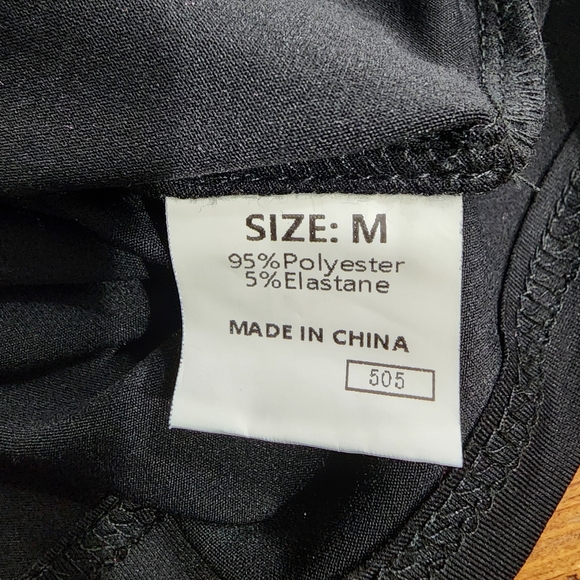 SIZE: M
95%Polyester
5%Elastane
MADE IN CHINA
505